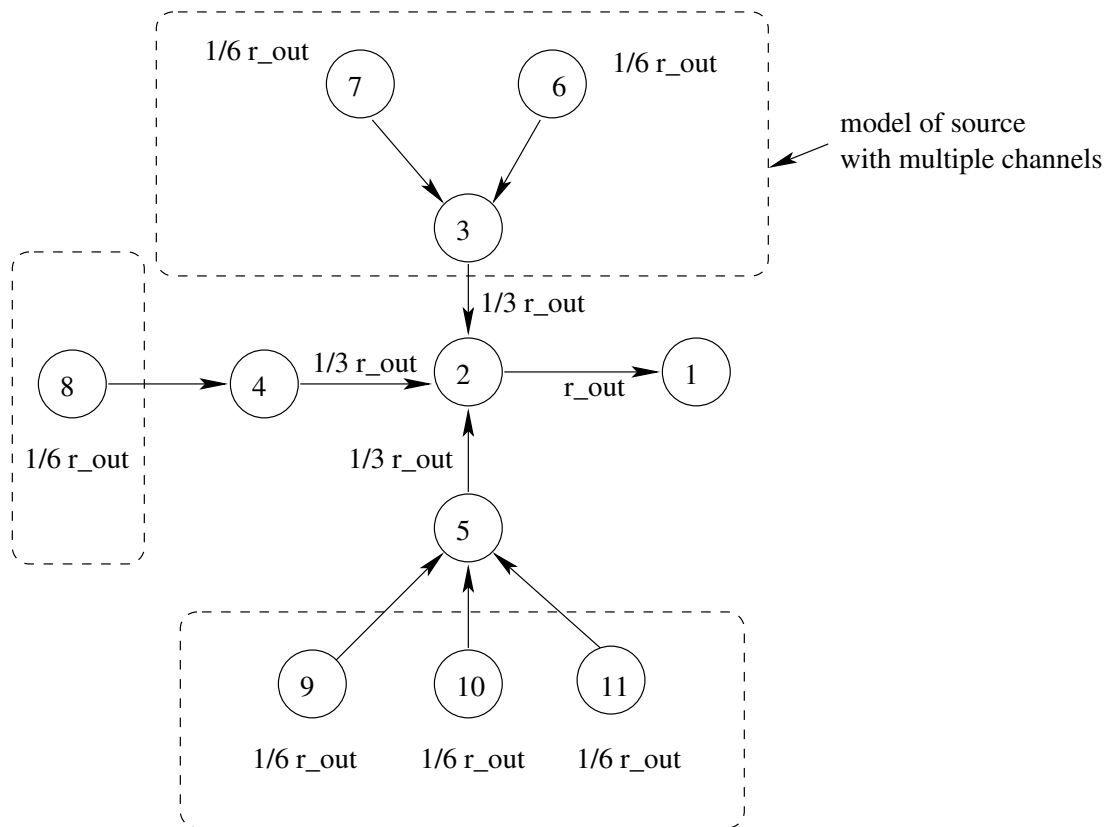 1/6 r_out
7
6
1/6 r_out
model of source
with multiple channels
3
1/3 r_out
8
4
1/3 r_out
2
1
r_out
1/6 r_out
1/3 r_out
5
9
10
11
1/6 r_out
1/6 r_out
1/6 r_out